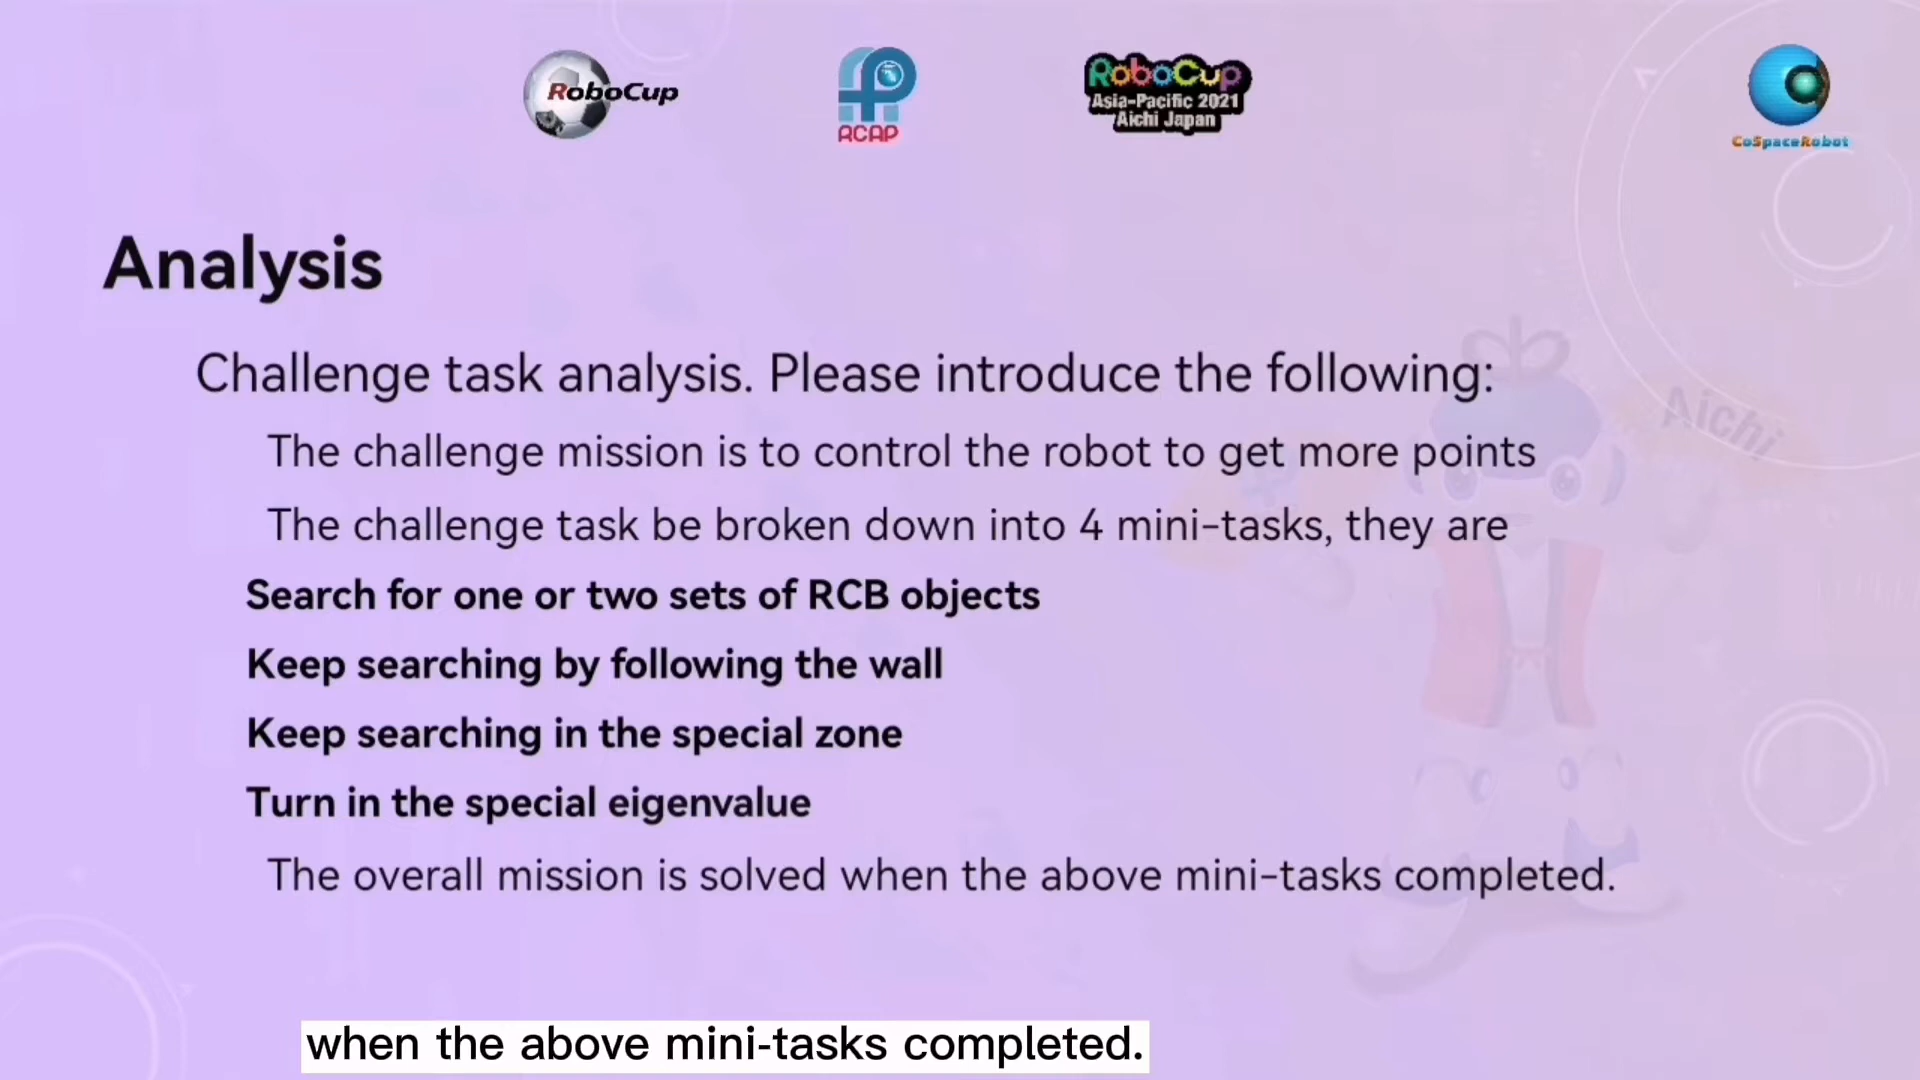 RoboCup
RCAP
RoboCup
Asia-Pacific 2021
Aichi Japan
CoSpaceRobot
Analysis
Challenge task analysis. Please introduce the following:
Aichi
The challenge mission is to control the robot to get more points
The challenge task be broken down into 4 mini-tasks, they are
Search for one or two sets of RCB objects
Keep searching by following the wall
Keep searching in the special zone
Turn in the special eigenvalue
The overall mission is solved when the above mini-tasks completed.
when the above mini-tasks completed.